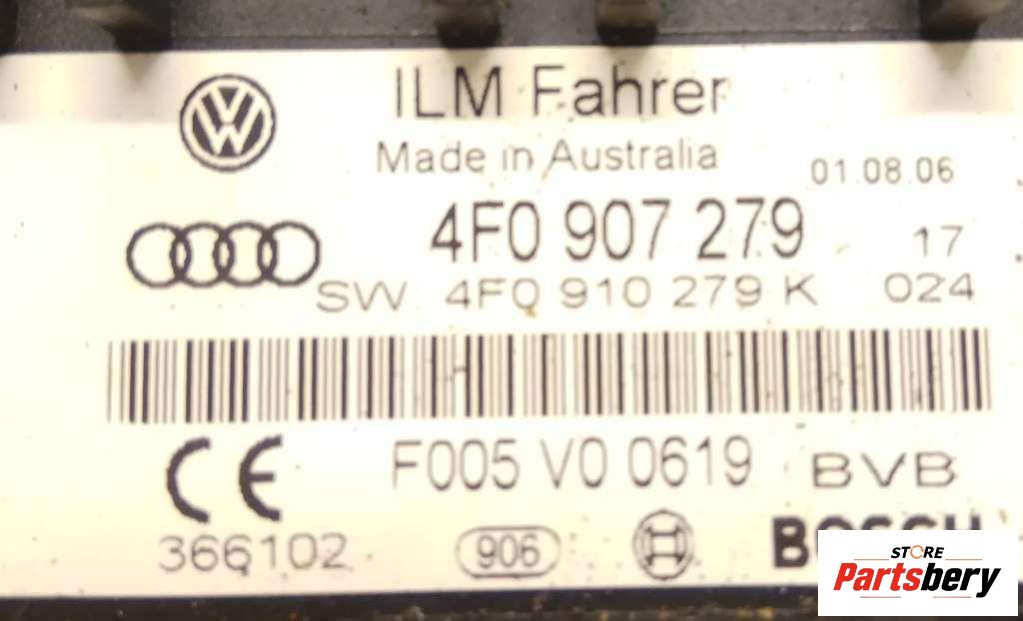 ILM Fahrer
Made in Australia
01.08.06
4F0 907 279
17
SW 4F0 910 279 K
024
F005 V0 0619 BVB
366102
906
BOSCH
STORE
Partsbery